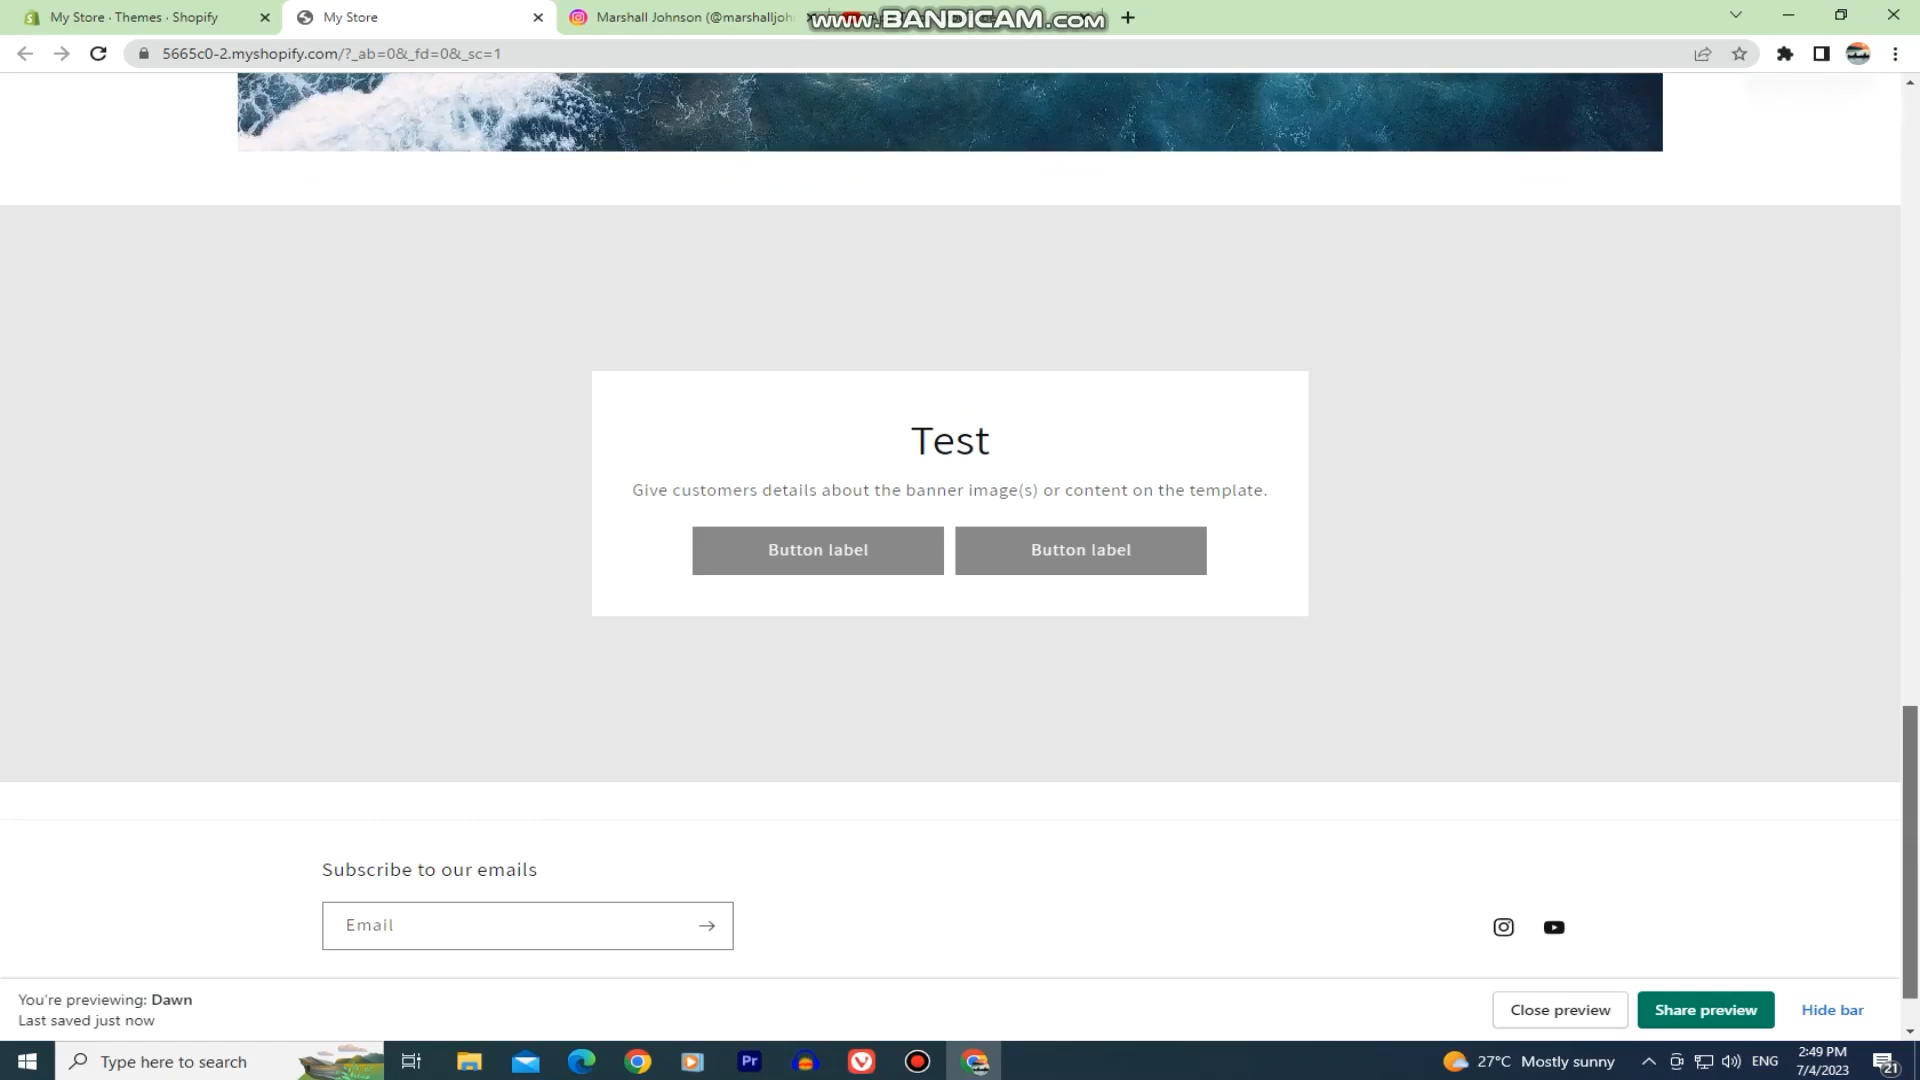 My Store · Themes · Shopify
My Store
Marshall Johnson (@marshalljoh
www.BANDICAM.com
5665c0-2.myshopify.com/?_ab=0&_fd=0&_sc=1
Test
Give customers details about the banner image(s) or content on the template.
Button label
Button label
Subscribe to our emails
Email
You're previewing: Dawn
Last saved just now
Close preview
Share preview
Hide bar
Type here to search
Pr
27°C Mostly sunny
ENG
2:49 PM
7/4/2023
21